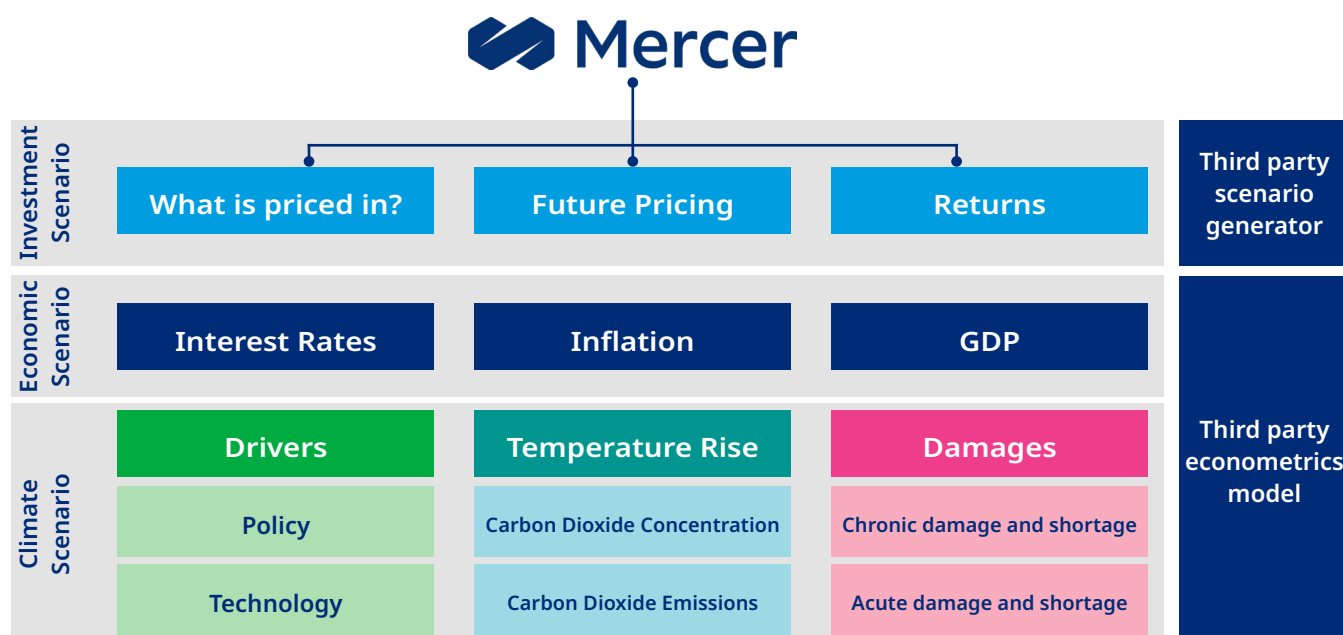 Mercer
Investment
Scenario
What is priced in?
Future Pricing
Returns
Third party
scenario
generator
Economic
Scenario
Interest Rates
Inflation
GDP
Climate
Scenario
Drivers
Temperature Rise
Damages
Policy
Carbon Dioxide Concentration
Chronic damage and shortage
Technology
Carbon Dioxide Emissions
Acute damage and shortage
Third party
econometrics
model